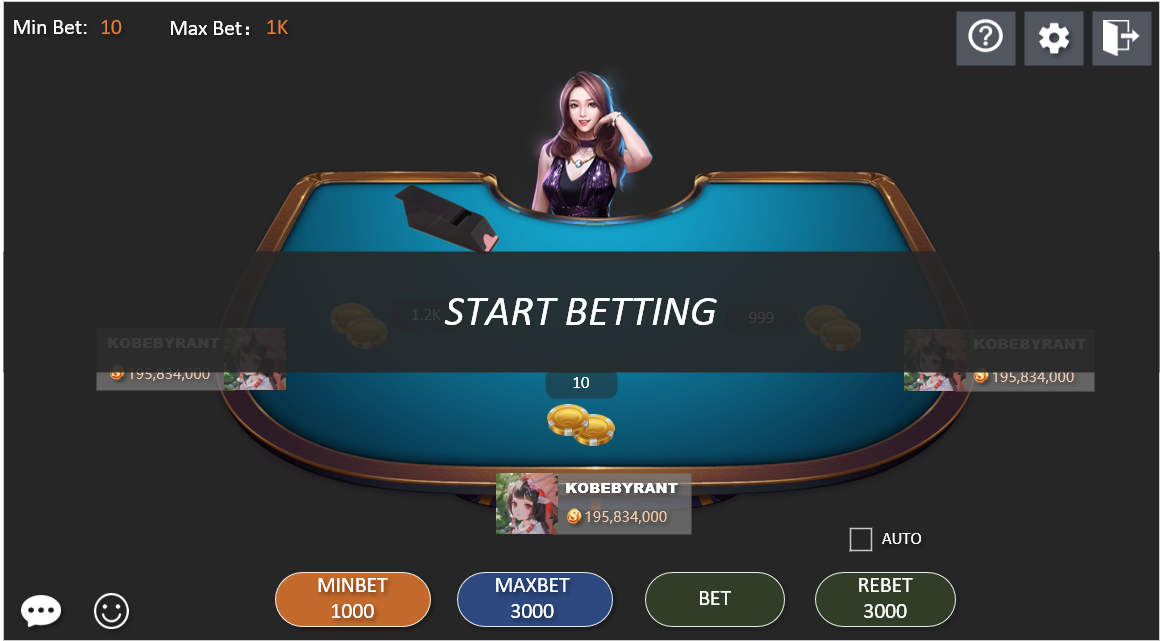 Min Bet: 10 Max Bet: 1K
START BETTING
1.2K
999
KOBEBYRANT
195,834,000
KOBEBYRANT
195,834,000
10
KOBEBYRANT
195,834,000
AUTO
MINBET
1000
MAXBET
3000
BET
REBET
3000